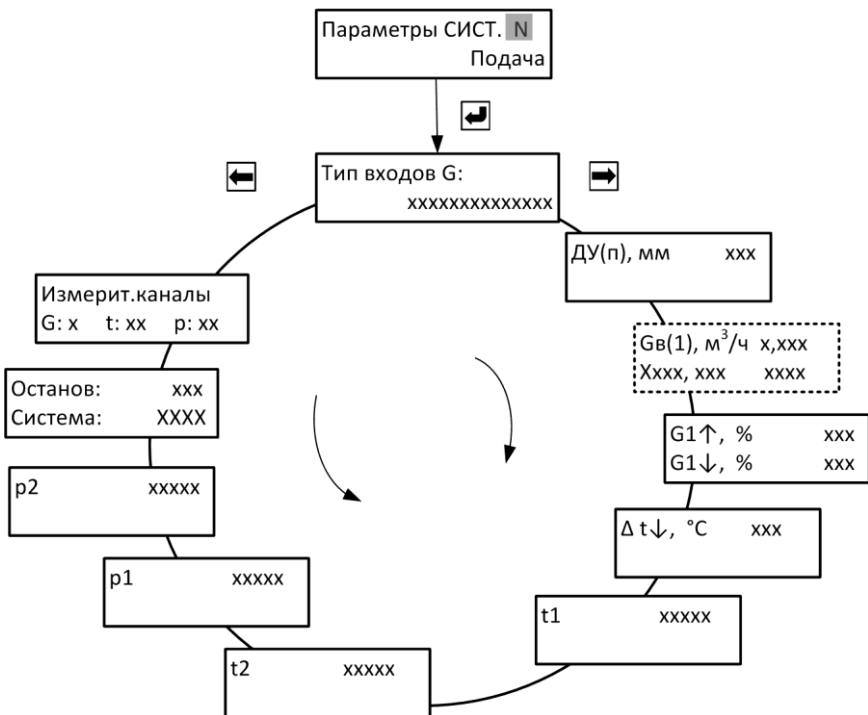 Параметры СИСТ. N
Подача
Тип входов G:
xxxxxxxxxxxxxx
ДУ(п), мм xxx
Gв(1), м³/ч x,xxx
Xxxx, xxx xxxx
G1↑, % xxx
G1↓, % xxx
Δ t↓, °C xxx
t1 xxxxx
t2 xxxxx
p1 xxxxx
p2 xxxxx
Останов: xxx
Система: XXXX
Измерит.каналы
G: x t: xx p: xx